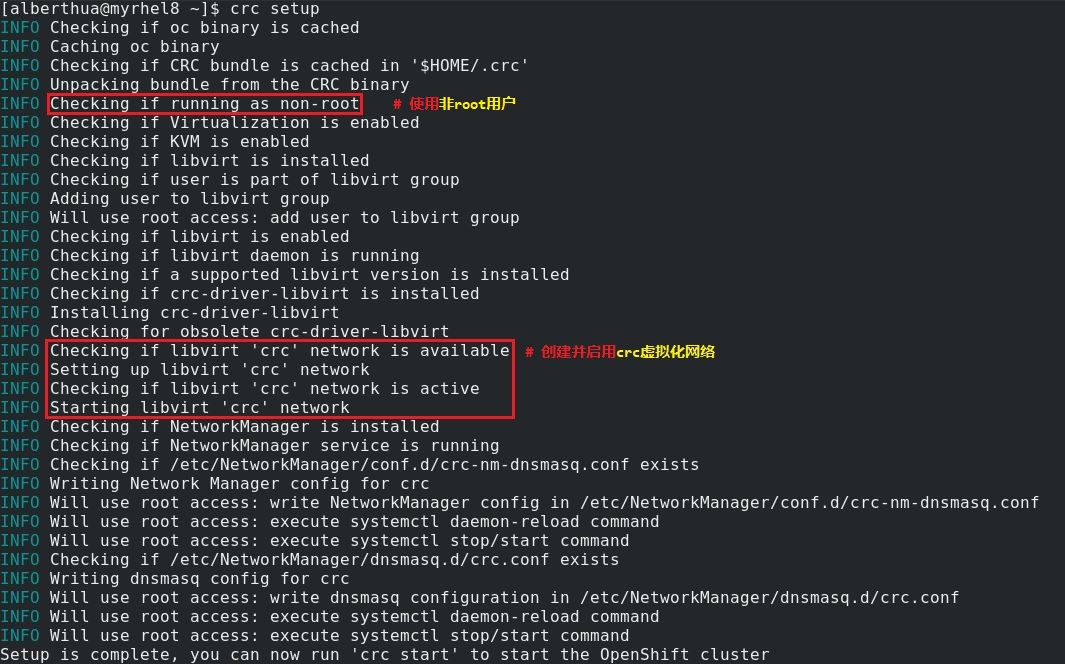 [alberthua@myrhel8 ~]$ crc setup
INFO Checking if oc binary is cached
INFO Caching oc binary
INFO Checking if CRC bundle is cached in '$HOME/.crc'
INFO Unpacking bundle from the CRC binary
INFO Checking if running as non-root # 使用非root用户
INFO Checking if Virtualization is enabled
INFO Checking if KVM is enabled
INFO Checking if libvirt is installed
INFO Checking if user is part of libvirt group
INFO Adding user to libvirt group
INFO Will use root access: add user to libvirt group
INFO Checking if libvirt is enabled
INFO Checking if libvirt daemon is running
INFO Checking if a supported libvirt version is installed
INFO Checking if crc-driver-libvirt is installed
INFO Installing crc-driver-libvirt
INFO Checking for obsolete crc-driver-libvirt
INFO Checking if libvirt 'crc' network is available # 创建并启用crc虚拟化网络
INFO Setting up libvirt 'crc' network
INFO Checking if libvirt 'crc' network is active
INFO Starting libvirt 'crc' network
INFO Checking if NetworkManager is installed
INFO Checking if NetworkManager service is running
INFO Checking if /etc/NetworkManager/conf.d/crc-nm-dnsmasq.conf exists
INFO Writing Network Manager config for crc
INFO Will use root access: write NetworkManager config in /etc/NetworkManager/conf.d/crc-nm-dnsmasq.conf
INFO Will use root access: execute systemctl daemon-reload command
INFO Will use root access: execute systemctl stop/start command
INFO Checking if /etc/NetworkManager/dnsmasq.d/crc.conf exists
INFO Writing dnsmasq config for crc
INFO Will use root access: write dnsmasq configuration in /etc/NetworkManager/dnsmasq.d/crc.conf
INFO Will use root access: execute systemctl daemon-reload command
INFO Will use root access: execute systemctl stop/start command
Setup is complete, you can now run 'crc start' to start the OpenShift cluster